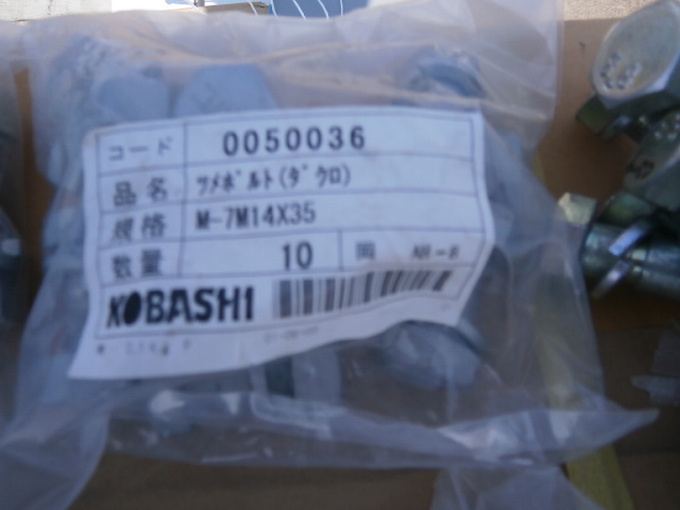 コード 0050036
品名 ツメボルト(ダクロ)
規格 M-7M14X35
数量 10
KOBASHI